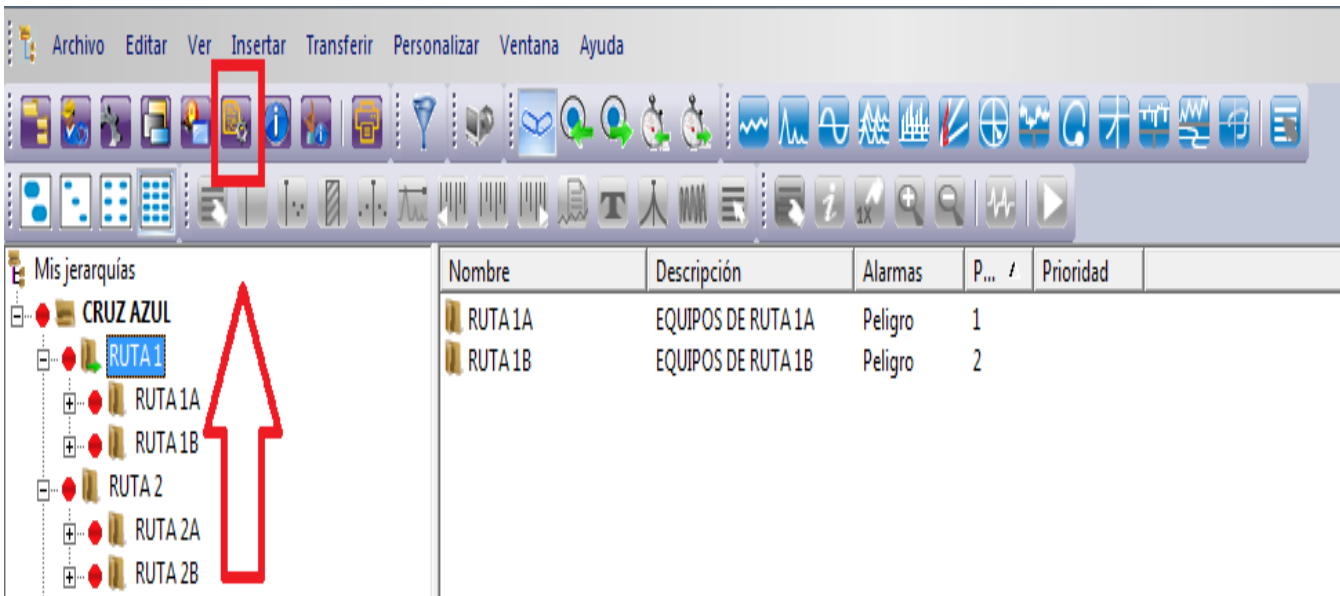 Archivo Editar Ver Insertar Transferir Personalizar Ventana Ayuda
T
1X
Mis jerarquías
CRUZ AZUL
RUTA 1
RUTA 1A
RUTA 1B
RUTA 2
RUTA 2A
RUTA 2B
Nombre Descripción Alarmas P... Prioridad
RUTA 1A EQUIPOS DE RUTA 1A Peligro 1
RUTA 1B EQUIPOS DE RUTA 1B Peligro 2